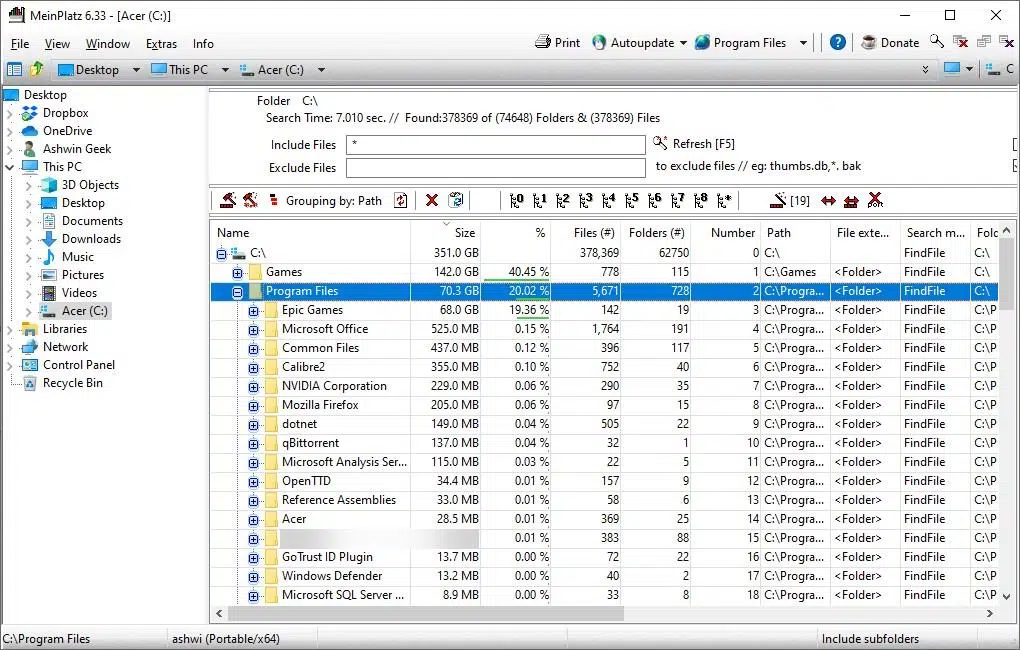 MeinPlatz 6.33 - [Acer (C:)]
File View Window Extras Info Print Autoupdate Program Files ? Donate
Desktop This PC Acer (C:) C
Desktop
Dropbox
OneDrive
Ashwin Geek
This PC
3D Objects
Desktop
Documents
Downloads
Music
Pictures
Videos
Acer (C:)
Libraries
Network
Control Panel
Recycle Bin
Folder C:\
Search Time: 7.010 sec. // Found:378369 of (74648) Folders & (378369) Files
Include Files * Refresh [F5]
Exclude Files to exclude files // eg: thumbs.db,*. bak
Grouping by: Path 0 1 2 3 4 5 6 7 8 * [19]
Name Size % Files (#) Folders (#) Number Path File exte... Search m... Folc
C:\ 351.0 GB 378,369 62750 0 C:\ FindFile
Games 142.0 GB 40.45 % 778 115 1 C:\Games <Folder> FindFile C:\
Program Files 70.3 GB 20.02 % 5,671 728 2 C:\Progra... <Folder> FindFile C:\
Epic Games 68.0 GB 19.36 % 142 19 3 C:\Progra... <Folder> FindFile C:\P
Microsoft Office 525.0 MB 0.15 % 1,764 191 4 C:\Progra... <Folder> FindFile C:\P
Common Files 437.0 MB 0.12 % 396 117 5 C:\Progra... <Folder> FindFile C:\P
Calibre2 355.0 MB 0.10 % 752 40 6 C:\Progra... <Folder> FindFile C:\P
NVIDIA Corporation 229.0 MB 0.06 % 290 35 7 C:\Progra... <Folder> FindFile C:\P
Mozilla Firefox 205.0 MB 0.06 % 97 15 8 C:\Progra... <Folder> FindFile C:\P
dotnet 149.0 MB 0.04 % 505 22 9 C:\Progra... <Folder> FindFile C:\P
qBittorrent 137.0 MB 0.04 % 32 1 10 C:\Progra... <Folder> FindFile C:\P
Microsoft Analysis Ser... 115.0 MB 0.03 % 22 5 11 C:\Progra... <Folder> FindFile C:\P
OpenTTD 34.4 MB 0.01 % 157 9 12 C:\Progra... <Folder> FindFile C:\P
Reference Assemblies 33.0 MB 0.01 % 58 6 13 C:\Progra... <Folder> FindFile C:\P
Acer 28.5 MB 0.01 % 369 25 14 C:\Progra... <Folder> FindFile C:\P
0.01 % 383 88 15 C:\Progra... <Folder> FindFile C:\P
GoTrust ID Plugin 13.7 MB 0.00 % 72 22 16 C:\Progra... <Folder> FindFile C:\P
Windows Defender 13.2 MB 0.00 % 40 2 17 C:\Progra... <Folder> FindFile C:\P
Microsoft SQL Server ... 8.9 MB 0.00 % 33 8 18 C:\Progra... <Folder> FindFile C:\P
C:\Program Files ashwi (Portable/x64) Include subfolders